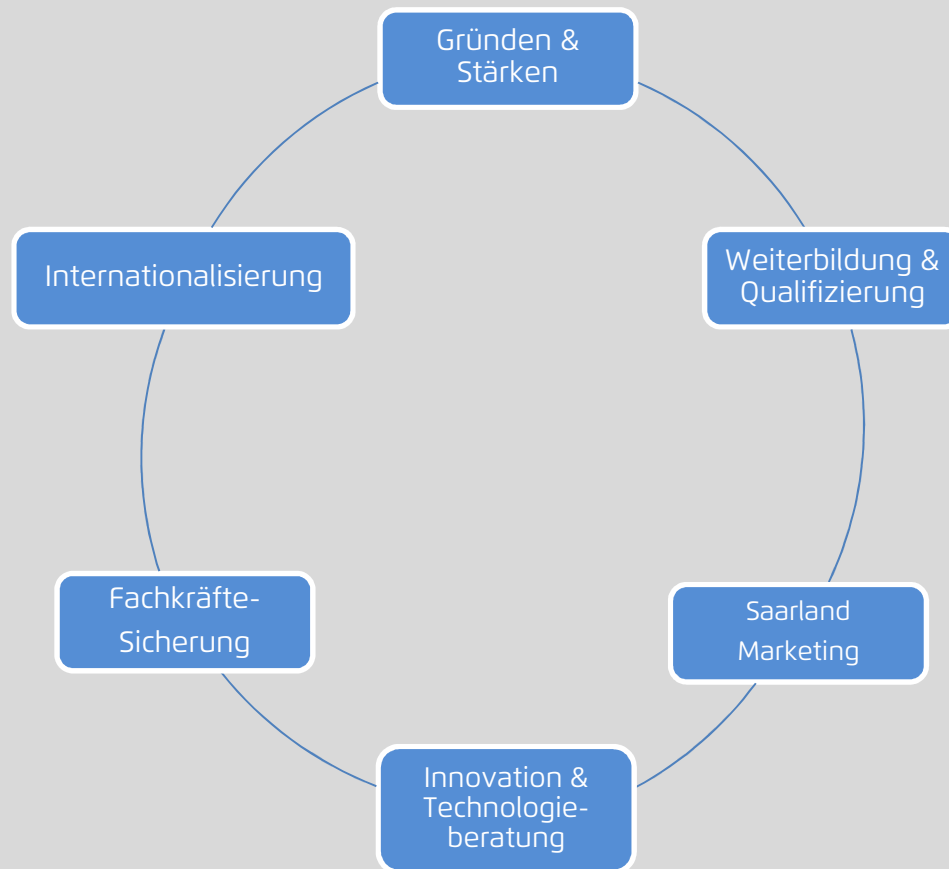 Gründen &
Stärken
Internationalisierung
Weiterbildung &
Qualifizierung
Fachkräfte-
Sicherung
Saarland
Marketing
Innovation &
Technologie-
beratung